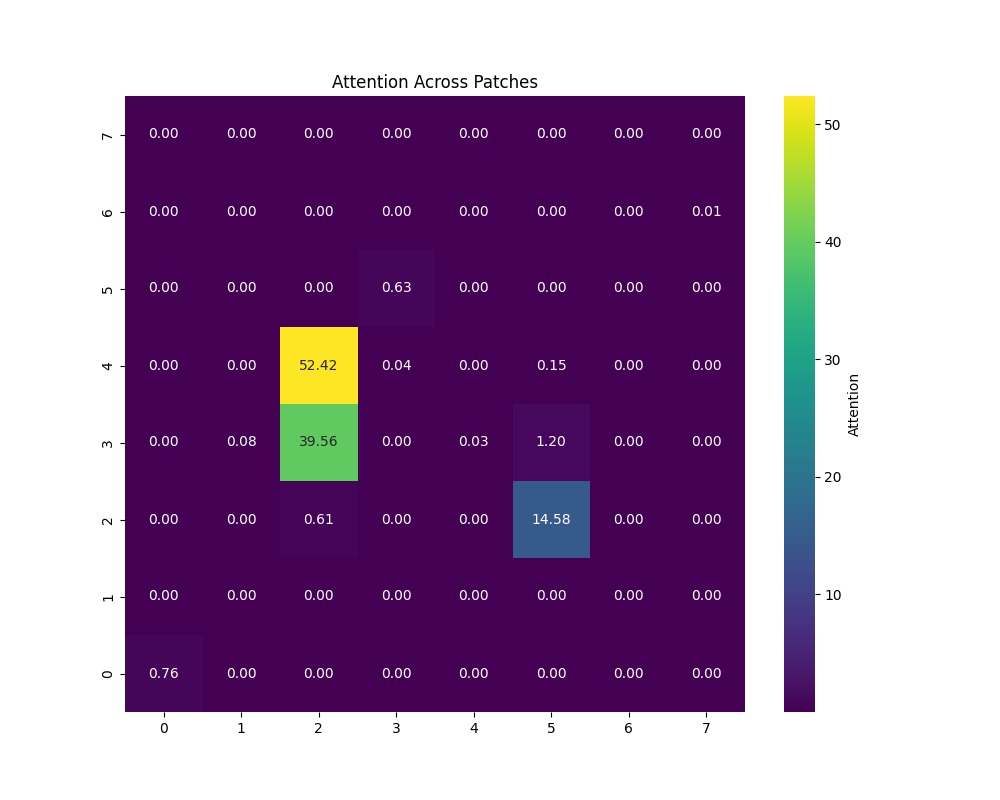 Attention Across Patches
7 0.00 0.00 0.00 0.00 0.00 0.00 0.00 0.00
6 0.00 0.00 0.00 0.00 0.00 0.00 0.00 0.01
5 0.00 0.00 0.00 0.63 0.00 0.00 0.00 0.00
4 0.00 0.00 52.42 0.04 0.00 0.15 0.00 0.00
3 0.00 0.08 39.56 0.00 0.03 1.20 0.00 0.00
2 0.00 0.00 0.61 0.00 0.00 14.58 0.00 0.00
1 0.00 0.00 0.00 0.00 0.00 0.00 0.00 0.00
0 0.76 0.00 0.00 0.00 0.00 0.00 0.00 0.00
0 1 2 3 4 5 6 7
50
40
30
20
10
Attention